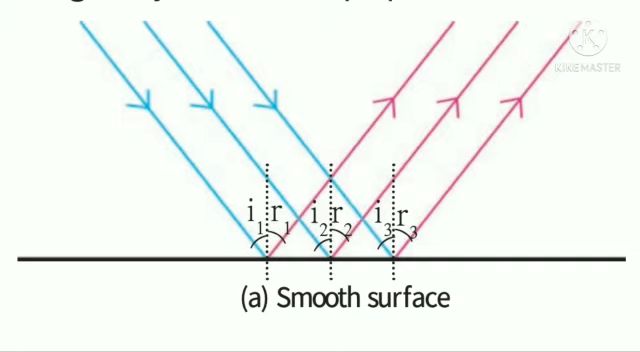 KINEMASTER
i₁ r₁ i₂ r₂ i₃ r₃
(a) Smooth surface